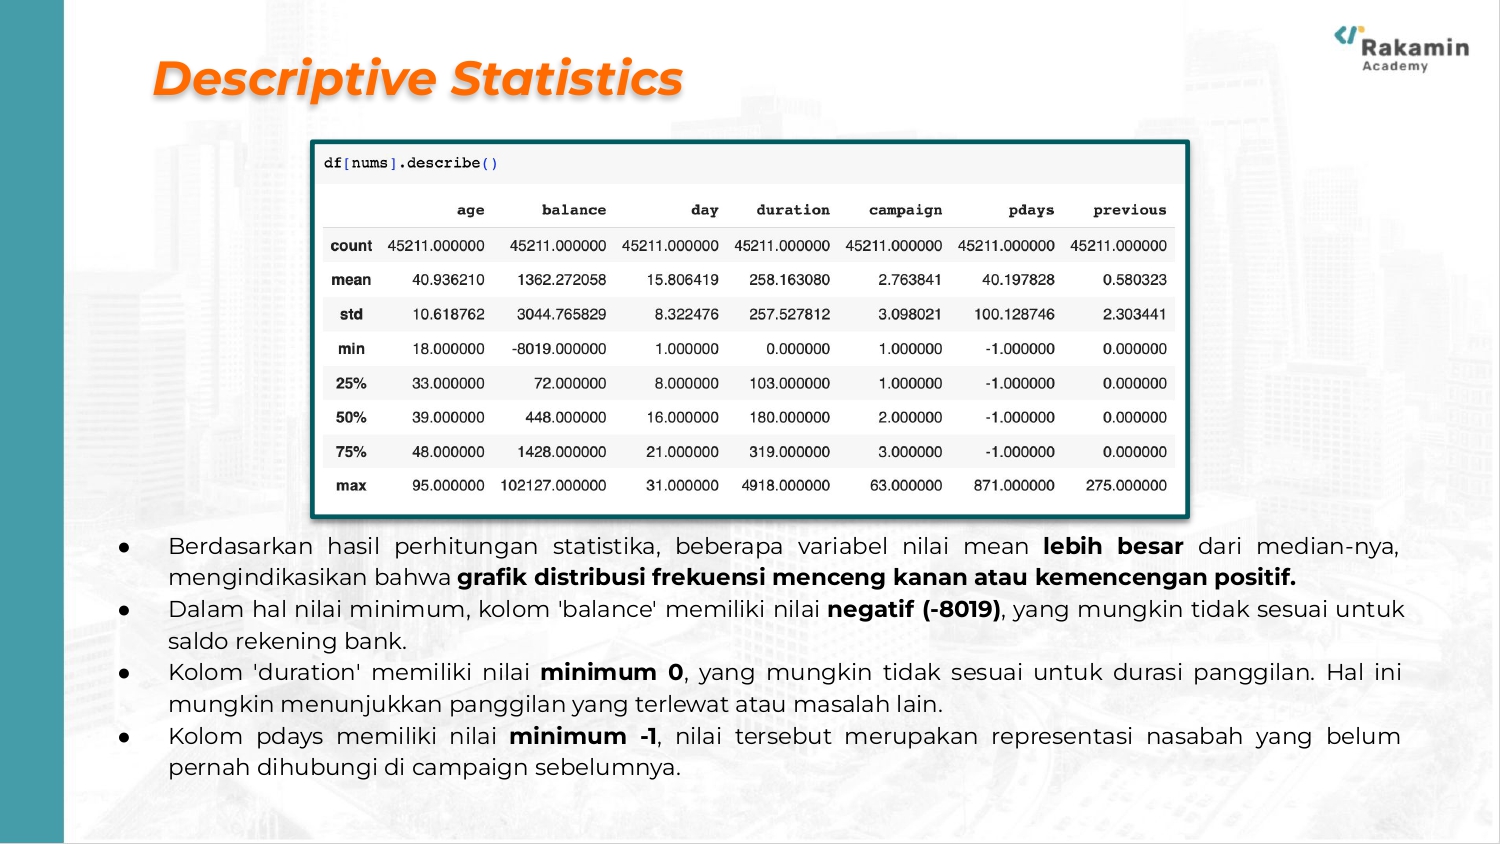 Rakamin
Academy
Descriptive Statistics
df[nums].describe()
age balance day duration campaign pdays previous
count 45211.000000 45211.000000 45211.000000 45211.000000 45211.000000 45211.000000 45211.000000
mean 40.936210 1362.272058 15.806419 258.163080 2.763841 40.197828 0.580323
std 10.618762 3044.765829 8.322476 257.527812 3.098021 100.128746 2.303441
min 18.000000 -8019.000000 1.000000 0.000000 1.000000 -1.000000 0.000000
25% 33.000000 72.000000 8.000000 103.000000 1.000000 -1.000000 0.000000
50% 39.000000 448.000000 16.000000 180.000000 2.000000 -1.000000 0.000000
75% 48.000000 1428.000000 21.000000 319.000000 3.000000 -1.000000 0.000000
max 95.000000 102127.000000 31.000000 4918.000000 63.000000 871.000000 275.000000
● Berdasarkan hasil perhitungan statistika, beberapa variabel nilai mean lebih besar dari median-nya,
mengindikasikan bahwa grafik distribusi frekuensi menceng kanan atau kemencengan positif.
● Dalam hal nilai minimum, kolom 'balance' memiliki nilai negatif (-8019), yang mungkin tidak sesuai untuk
saldo rekening bank.
● Kolom 'duration' memiliki nilai minimum 0, yang mungkin tidak sesuai untuk durasi panggilan. Hal ini
mungkin menunjukkan panggilan yang terlewat atau masalah lain.
● Kolom pdays memiliki nilai minimum -1, nilai tersebut merupakan representasi nasabah yang belum
pernah dihubungi di campaign sebelumnya.